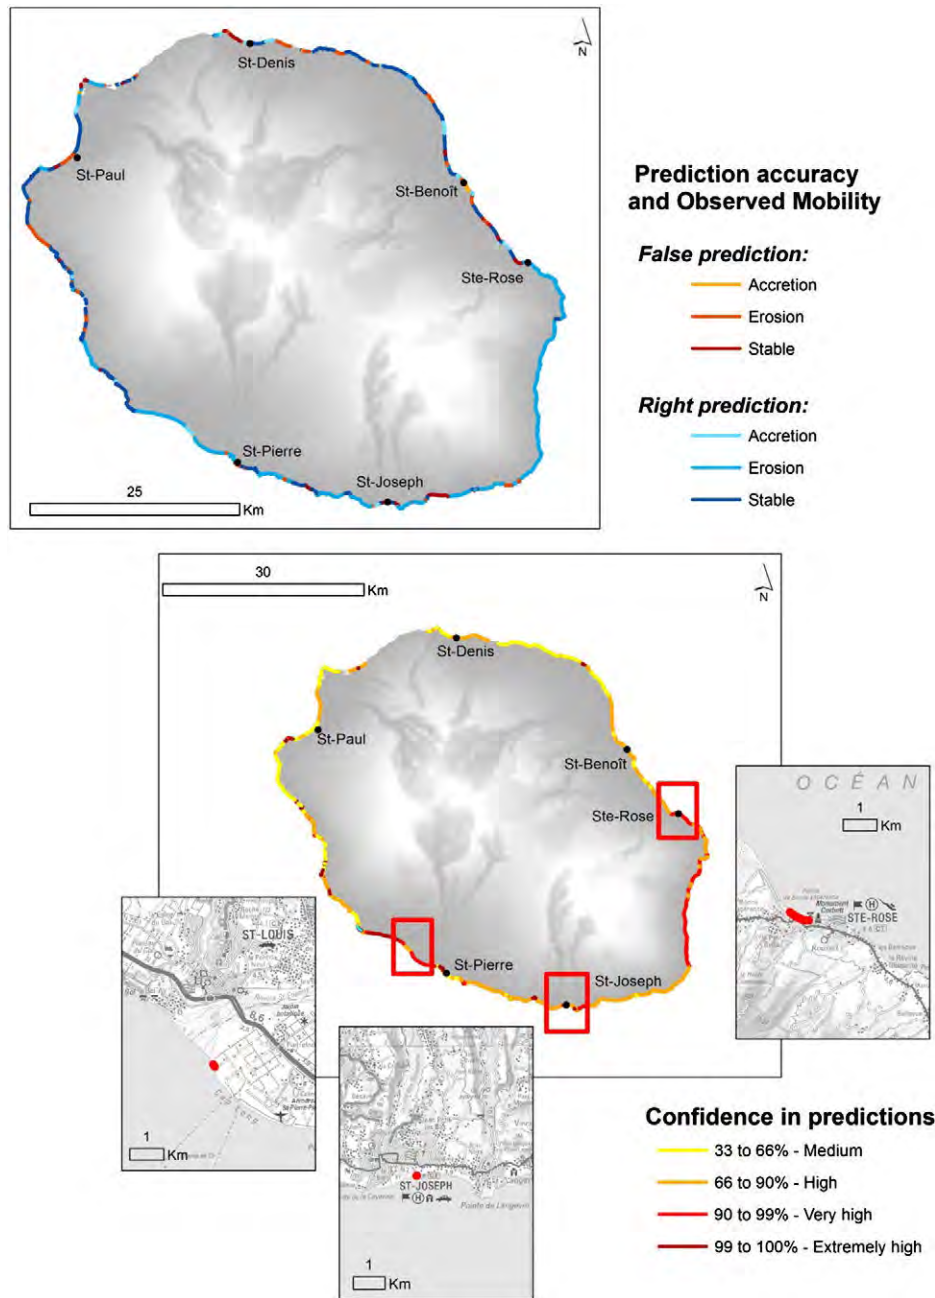 N
St-Denis
St-Paul
St-Benoît
Ste-Rose
St-Pierre
St-Joseph
25
Km
Prediction accuracy
and Observed Mobility
False prediction:
Accretion
Erosion
Stable
Right prediction:
Accretion
Erosion
Stable
30
Km
N
St-Denis
St-Paul
St-Benoît
Ste-Rose
St-Pierre
St-Joseph
OCÉAN
1
Km
STE-ROSE
ST-LOUIS
1
Km
ST-JOSEPH
Pointe de Langevin
1
Km
Confidence in predictions
33 to 66% - Medium
66 to 90% - High
90 to 99% - Very high
99 to 100% - Extremely high